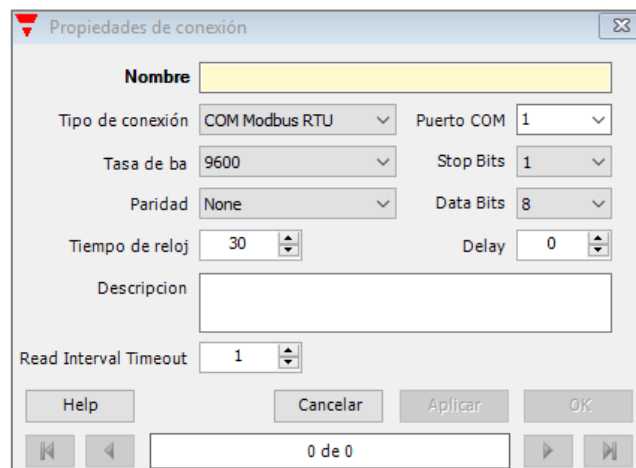 Propiedades de conexión
Nombre
Tipo de conexión COM Modbus RTU Puerto COM 1
Tasa de ba 9600 Stop Bits 1
Paridad None Data Bits 8
Tiempo de reloj 30 Delay 0
Descripcion
Read Interval Timeout 1
Help Cancelar Aplicar OK
0 de 0